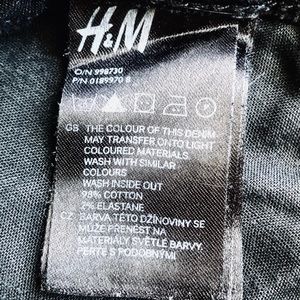 H&M
O/N 998730
P/N 0189970 8
GB THE COLOUR OF THIS DENIM
MAY TRANSFER ONTO LIGHT
COLOURED MATERIALS.
WASH WITH SIMILAR
COLOURS
WASH INSIDE OUT
98% COTTON
2% ELASTANE
CZ BARVA TÉTO DŽÍNOVINY SE
MŮŽE PŘENÉST NA
MATERIÁLY SVĚTLÉ BARVY.
PERTE S PODOBNÝMI